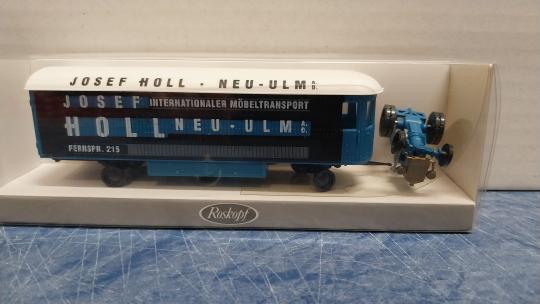 JOSEF HOLL · NEU-ULM A. D.
JOSEF INTERNATIONALER MÖBELTRANSPORT
HOLL NEU-ULM A. D.
FERNSPR. 215
Roskopf